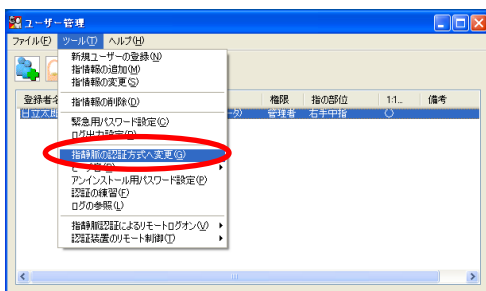 ユーザー管理
ファイル(F) ツール(T) ヘルプ(H)
新規ユーザーの登録(N)
指情報の追加(M)
指情報の変更(S)
指情報の削除(D)
緊急用パスワード設定(C)
ログ出力設定(P)
指静脈の認証方式へ変更(G)
アンインストール用パスワード設定(P)
認証の練習(F)
ログの参照(L)
指静脈認証によるリモートログオン(V)
認証装置のリモート制御(T)
登録者名 権限 指の部位 1:1... 備考
日立太郎 管理者 右手中指 ○